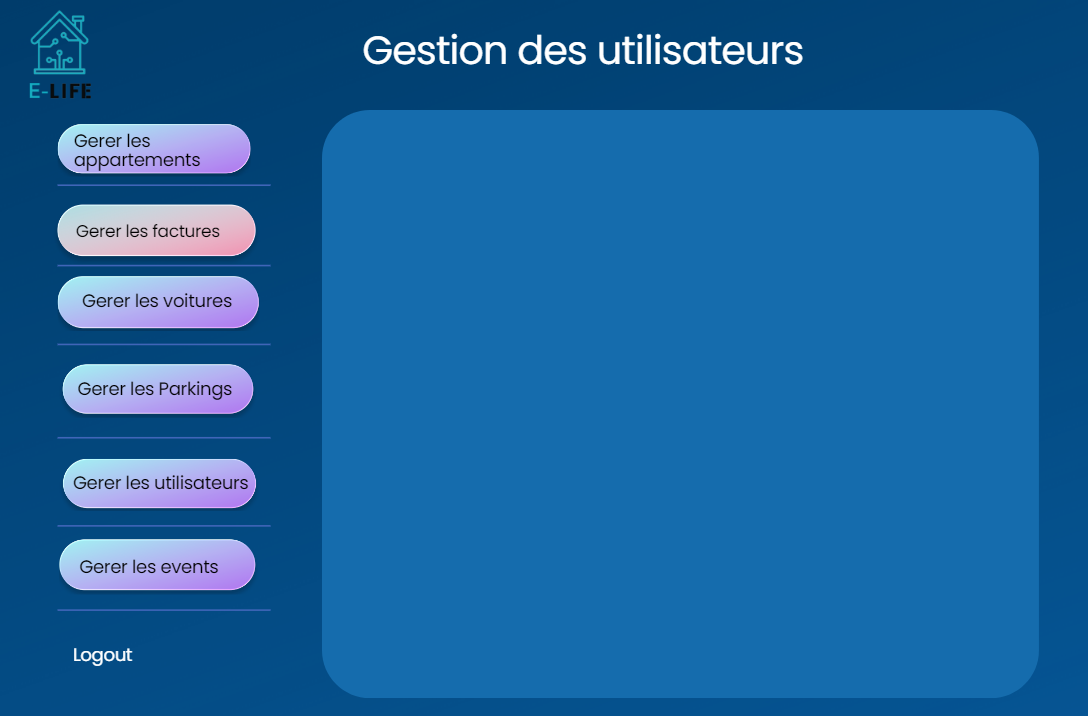 E-LIFE
Gestion des utilisateurs
Gerer les
appartements
Gerer les factures
Gerer les voitures
Gerer les Parkings
Gerer les utilisateurs
Gerer les events
Logout